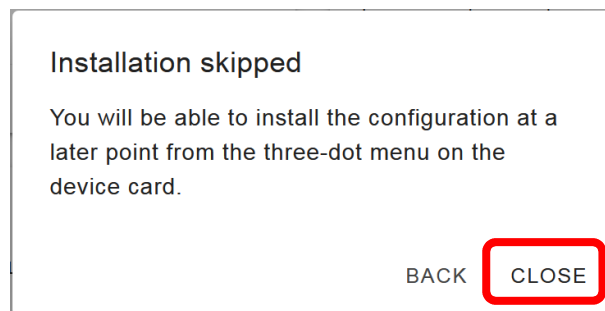 Installation skipped
You will be able to install the configuration at a
later point from the three-dot menu on the
device card.
BACK CLOSE